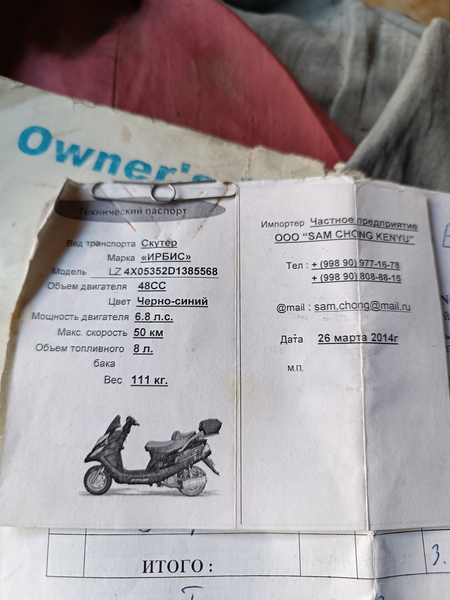 Owner's
Технический паспорт
Вид транспорта Скутер
Марка «ИРБИС»
Модель LZ 4X05352D1385568
Объем двигателя 48CC
Цвет Черно-синий
Мощность двигателя 6.8 л.с.
Макс. скорость 50 км
Объем топливного 8 л.
бака
Вес 111 кг.
Импортер Частное предприятие
ООО "SAM CHONG KENYU"
Тел : + (998 90) 977-16-78
+ (998 90) 808-88-15
@mail : sam.chong@mail.ru
Дата 26 марта 2014г
м.п.
ИТОГО :
3.